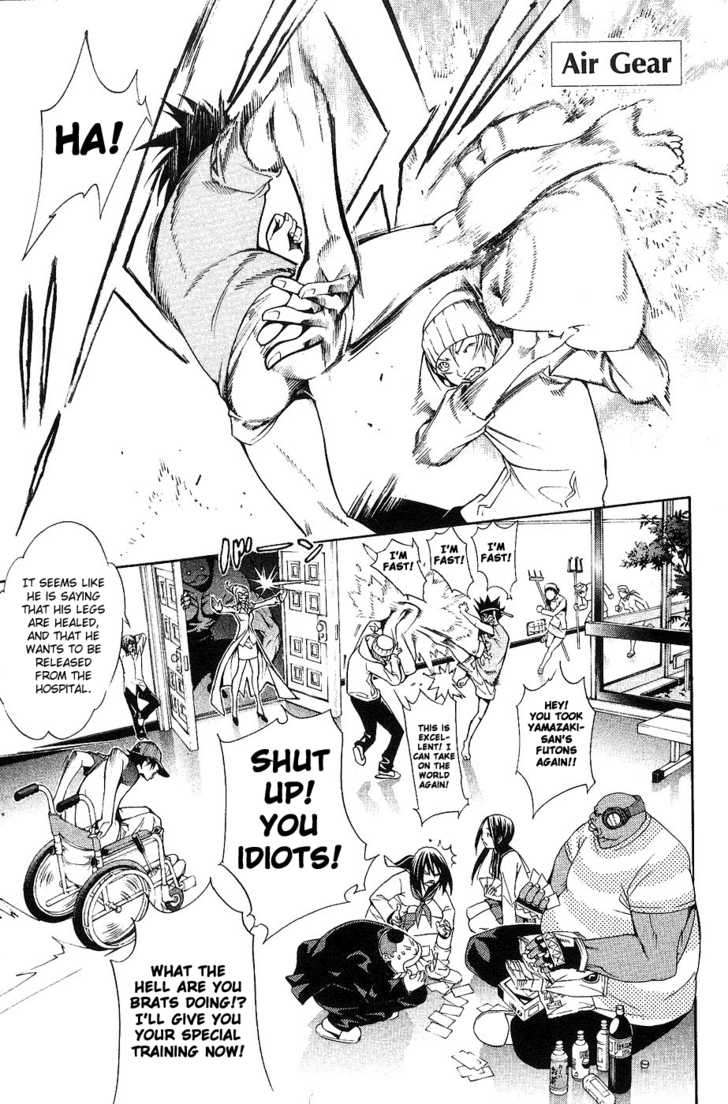 Air Gear
HA!
I'M
FAST!
I'M
FAST!
I'M
FAST!
IT SEEMS LIKE
HE IS SAYING
THAT HIS LEGS
ARE HEALED,
AND THAT HE
WANTS TO BE
RELEASED
FROM THE
HOSPITAL.
HEY!
YOU TOOK
YAMAZAKI-
SAN'S
FUTONS
AGAIN!!
THIS IS
EXCEL-
LENT! I
CAN TAKE
ON THE
WORLD
AGAIN!
SHUT
UP!
YOU
IDIOTS!
WHAT THE
HELL ARE YOU
BRATS DOING!?
I'LL GIVE YOU
YOUR SPECIAL
TRAINING NOW!